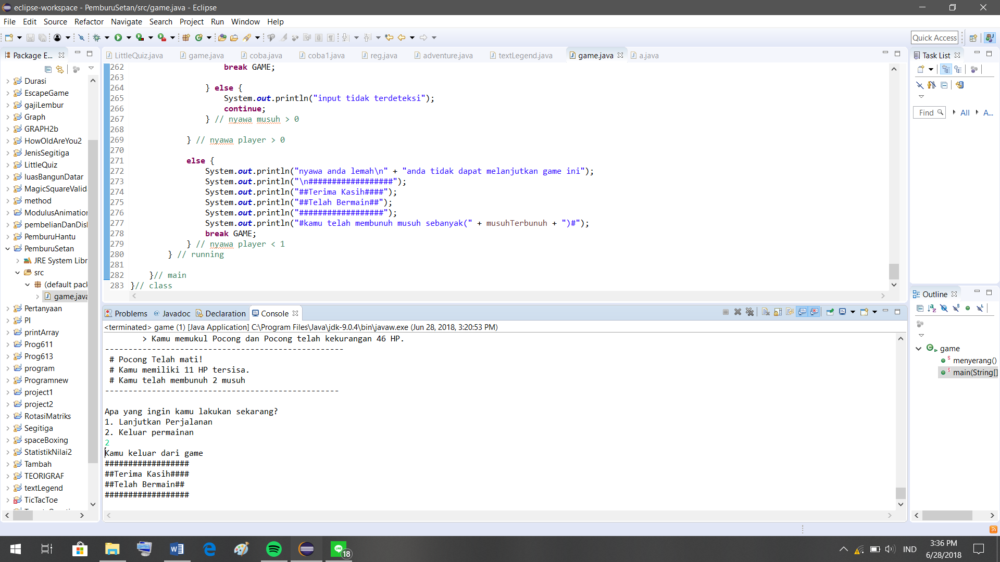 eclipse-workspace - PemburuSetan/src/game.java - Eclipse
File Edit Source Refactor Navigate Search Project Run Window Help
Quick Access
Package E...
LittleQuiz.java game.java coba.java coba1.java reg.java adventure.java textLegend.java game.java a.java
Task List
Durasi
EscapeGame
gajiLembur
Graph
GRAPH2b
HowOldAreYou2
JenisSegitiga
LittleQuiz
luasBangunDatar
MagicSquareValid
method
ModulusAnimation
pembelianDanDisk
PemburuHantu
PemburuSetan
JRE System Libr
src
(default pack
game.java
Pertanyaan
PI
printArray
Prog611
Prog613
program
Programnew
project1
project2
RotasiMatriks
Segitiga
spaceBoxing
StatistikNilai2
Tambah
TEORIGRAF
textLegend
TicTacToe
262 break GAME;
263
264 } else {
265 System.out.println("input tidak terdeteksi");
266 continue;
267 } // nyawa musuh > 0
268
269 } // nyawa player > 0
270
271 else {
272 System.out.println("nyawa anda lemah\n" + "anda tidak dapat melanjutkan game ini");
273 System.out.println("\n##################");
274 System.out.println("##Terima Kasih####");
275 System.out.println("##Telah Bermain##");
276 System.out.println("##################");
277 System.out.println("#kamu telah membunuh musuh sebanyak(" + musuhTerbunuh + ")#");
278 break GAME;
279 } // nyawa player < 1
280 } // running
281
282 }// main
283 }// class
Find All A...
Outline
game
menyerang()
main(String[]
Problems @ Javadoc Declaration Console
<terminated> game (1) [Java Application] C:\Program Files\Java\jdk-9.0.4\bin\javaw.exe (Jun 28, 2018, 3:20:53 PM)
> Kamu memukul Pocong dan Pocong telah kekurangan 46 HP.
---------------------------------------------------
# Pocong Telah mati!
# Kamu memiliki 11 HP tersisa.
# Kamu telah membunuh 2 musuh
--------------------------------------------------
Apa yang ingin kamu lakukan sekarang?
1. Lanjutkan Perjalanan
2. Keluar permainan
2
Kamu keluar dari game
##################
##Terima Kasih####
##Telah Bermain##
##################
18
IND
3:36 PM
6/28/2018